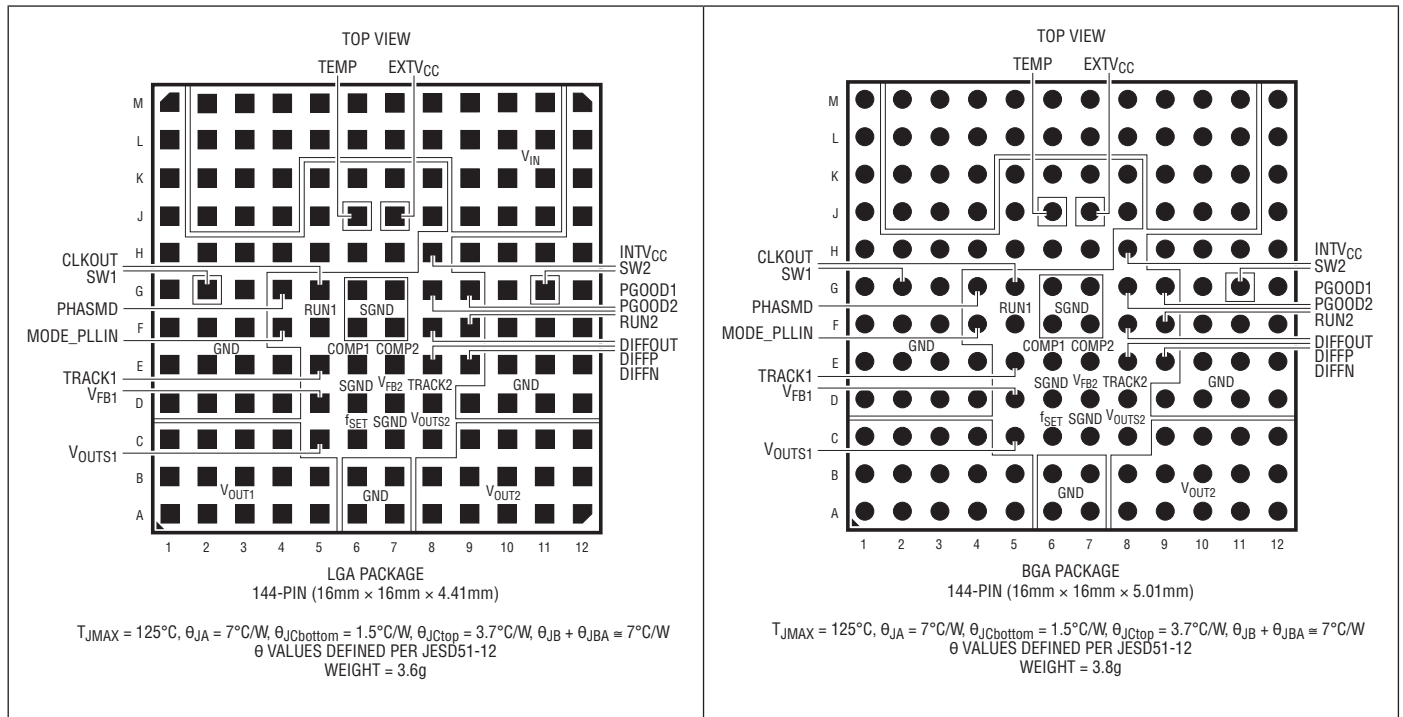 TOP VIEW
TEMP EXTVCC
M
L
VIN
K
J
H
CLKOUT INTVCC
SW1 SW2
G
PGOOD1
PHASMD RUN1 SGND PGOOD2
RUN2
F
MODE_PLLIN
GND COMP1 COMP2 DIFFOUT
DIFFP
E
DIFFN
TRACK1 SGND VFB2 TRACK2 GND
VFB1
D
fSET SGND VOUTS2
C
VOUTS1
B
VOUT1 GND VOUT2
A
1 2 3 4 5 6 7 8 9 10 11 12
LGA PACKAGE
144-PIN (16mm × 16mm × 4.41mm)
TJMAX = 125°C, θJA = 7°C/W, θJCbottom = 1.5°C/W, θJCtop = 3.7°C/W, θJB + θJBA ≅ 7°C/W
θ VALUES DEFINED PER JESD51-12
WEIGHT = 3.6g
TOP VIEW
TEMP EXTVCC
M
L
K
J
H
CLKOUT INTVCC
SW1 SW2
G
PGOOD1
PHASMD RUN1 SGND PGOOD2
RUN2
F
MODE_PLLIN
GND COMP1 COMP2 DIFFOUT
DIFFP
E
DIFFN
TRACK1 SGND VFB2 TRACK2 GND
VFB1
D
fSET SGND VOUTS2
C
VOUTS1
B
GND VOUT2
A
1 2 3 4 5 6 7 8 9 10 11 12
BGA PACKAGE
144-PIN (16mm × 16mm × 5.01mm)
TJMAX = 125°C, θJA = 7°C/W, θJCbottom = 1.5°C/W, θJCtop = 3.7°C/W, θJB + θJBA ≅ 7°C/W
θ VALUES DEFINED PER JESD51-12
WEIGHT = 3.8g